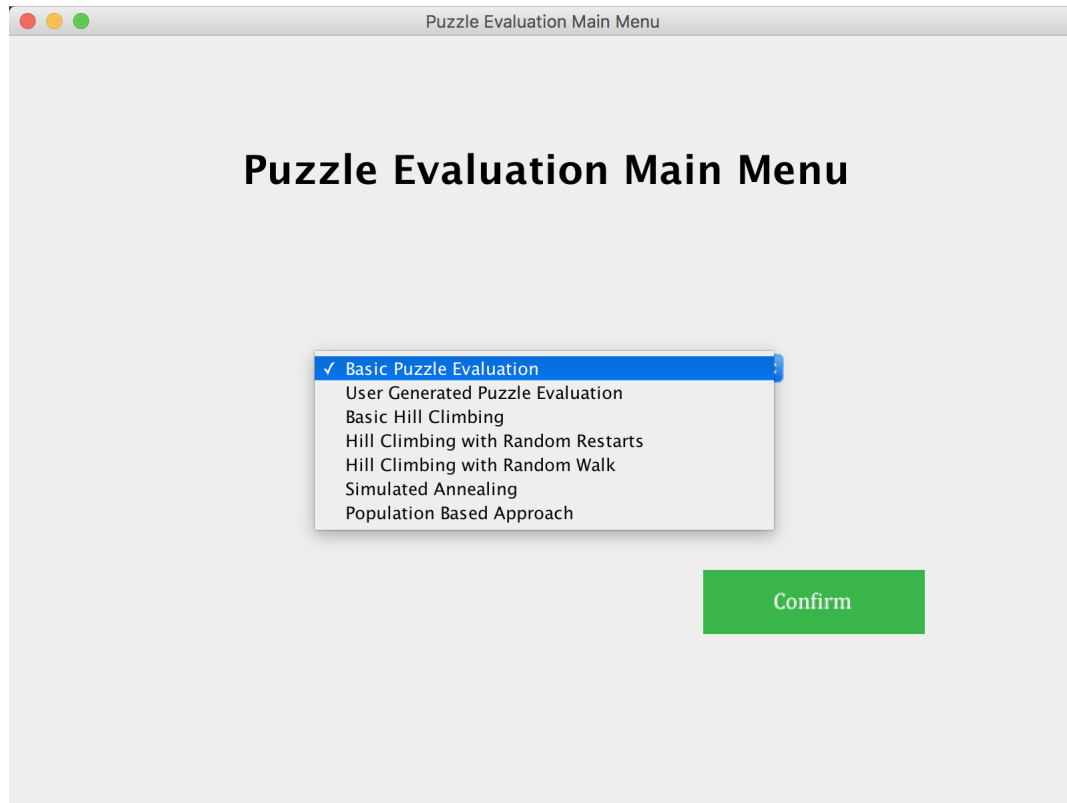 Puzzle Evaluation Main Menu
Puzzle Evaluation Main Menu
✓ Basic Puzzle Evaluation
User Generated Puzzle Evaluation
Basic Hill Climbing
Hill Climbing with Random Restarts
Hill Climbing with Random Walk
Simulated Annealing
Population Based Approach
Confirm